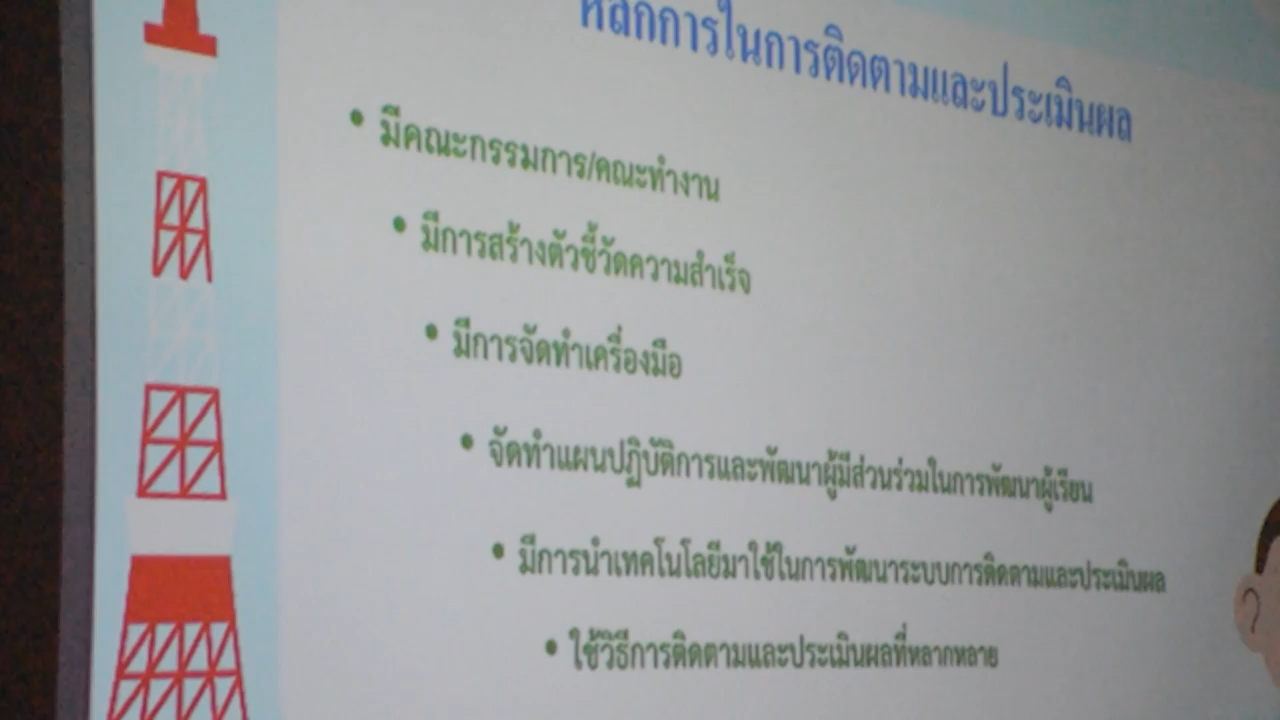 หลักการในการติดตามและประเมินผล
• มีคณะกรรมการ/คณะทำงาน
• มีการสร้างตัวชี้วัดความสำเร็จ
• มีการจัดทำเครื่องมือ
• จัดทำแผนปฏิบัติการและพัฒนาผู้มีส่วนร่วมในการพัฒนาผู้เรียน
• มีการนำเทคโนโลยีมาใช้ในการพัฒนาระบบการติดตามและประเมินผล
• ใช้วิธีการติดตามและประเมินผลที่หลากหลาย